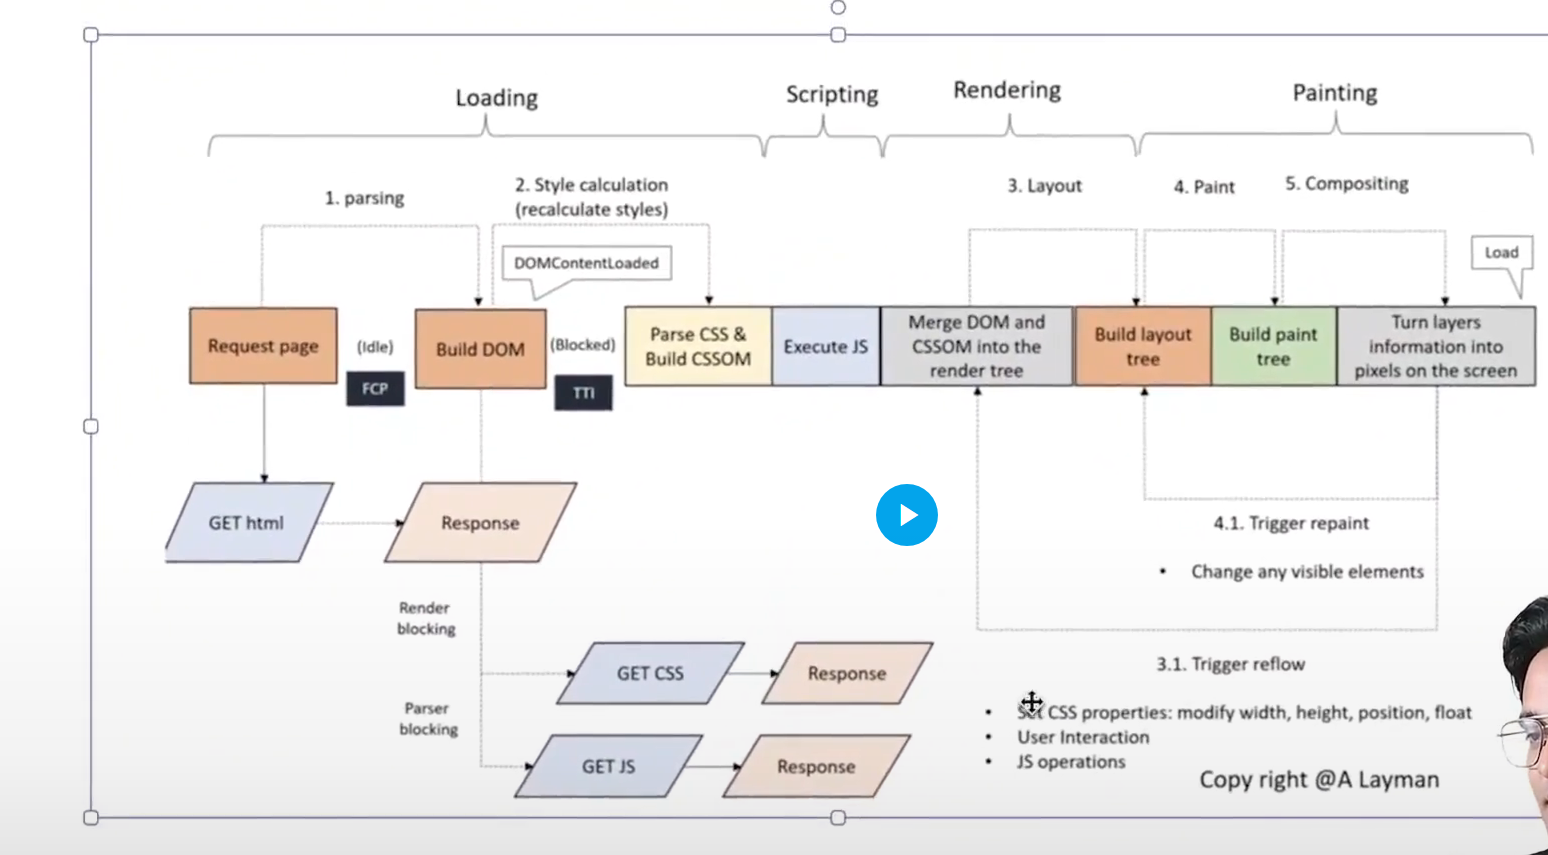 Loading
Scripting
Rendering
Painting
1. parsing
2. Style calculation
(recalculate styles)
3. Layout
4. Paint
5. Compositing
DOMContentLoaded
Load
Request page
(Idle)
FCP
Build DOM
(Blocked)
TTI
Parse CSS &
Build CSSOM
Execute JS
Merge DOM and
CSSOM into the
render tree
Build layout
tree
Build paint
tree
Turn layers
information into
pixels on the screen
GET html
Response
4.1. Trigger repaint
• Change any visible elements
Render
blocking
GET CSS
Response
Parser
blocking
GET JS
Response
3.1. Trigger reflow
• Set CSS properties: modify width, height, position, float
• User Interaction
• JS operations
Copy right @A Layman